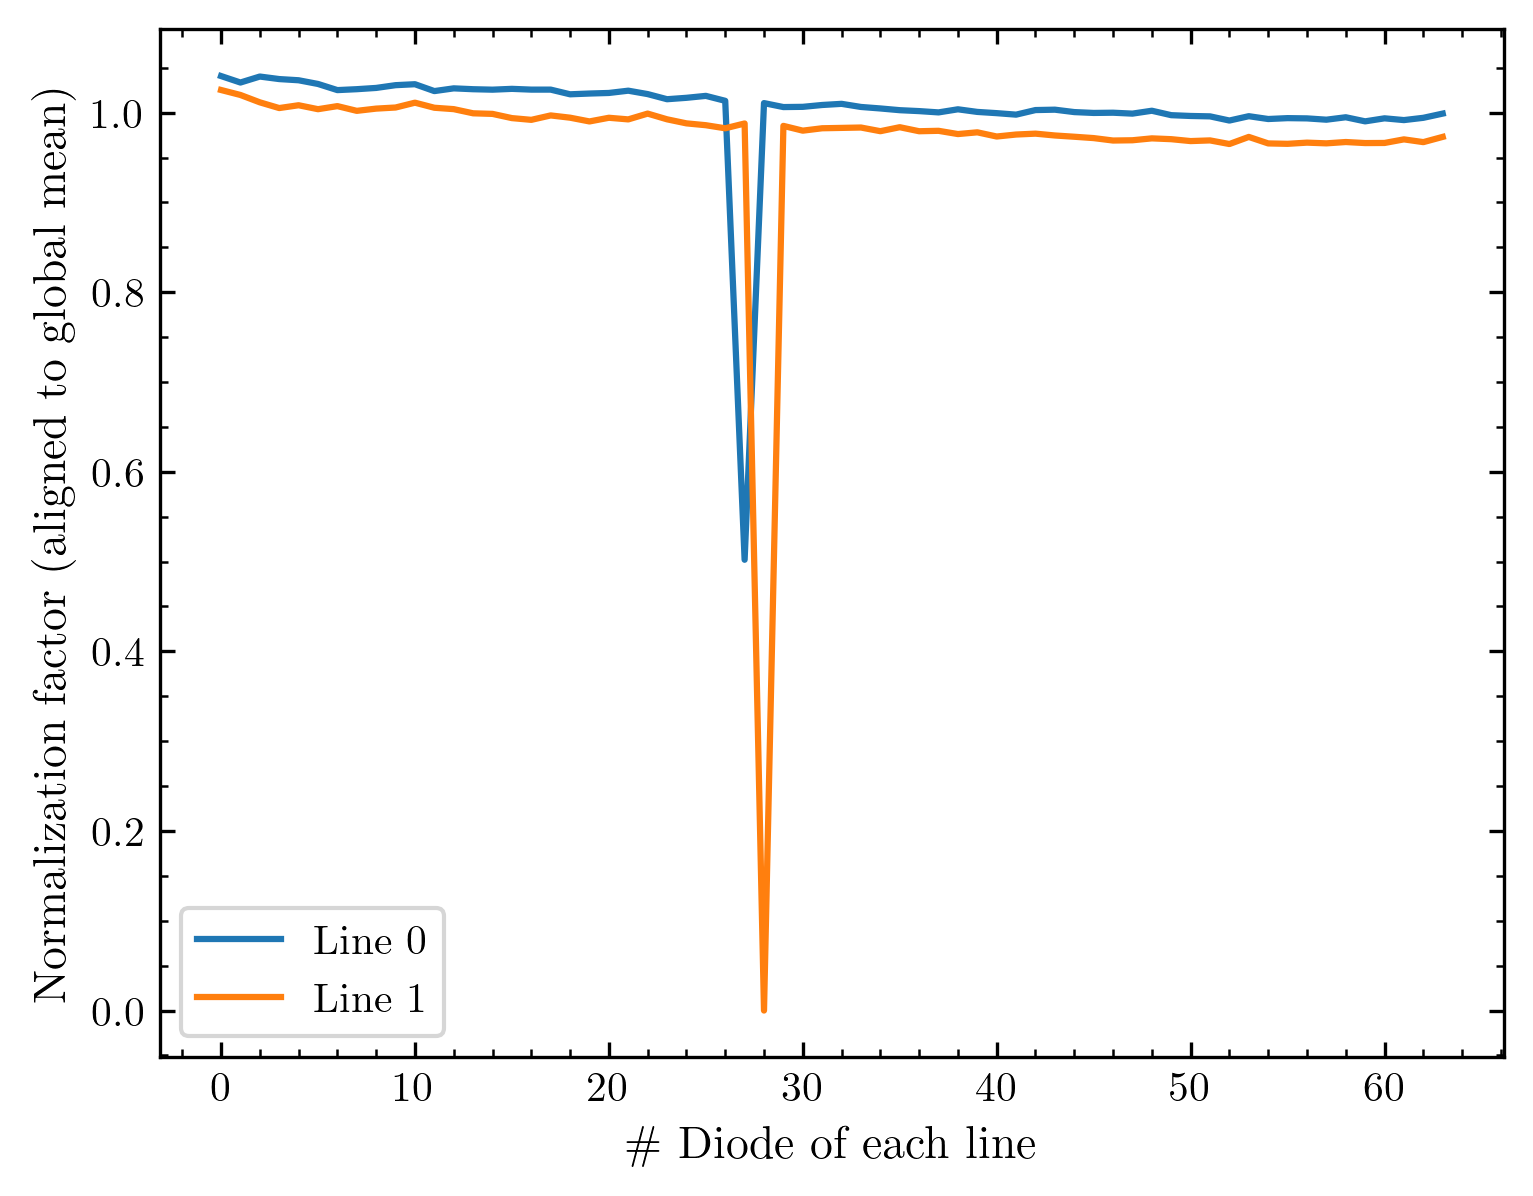 Normalization factor (aligned to global mean)
1.0
0.8
0.6
0.4
0.2
0.0
Line 0
Line 1
0 10 20 30 40 50 60
# Diode of each line